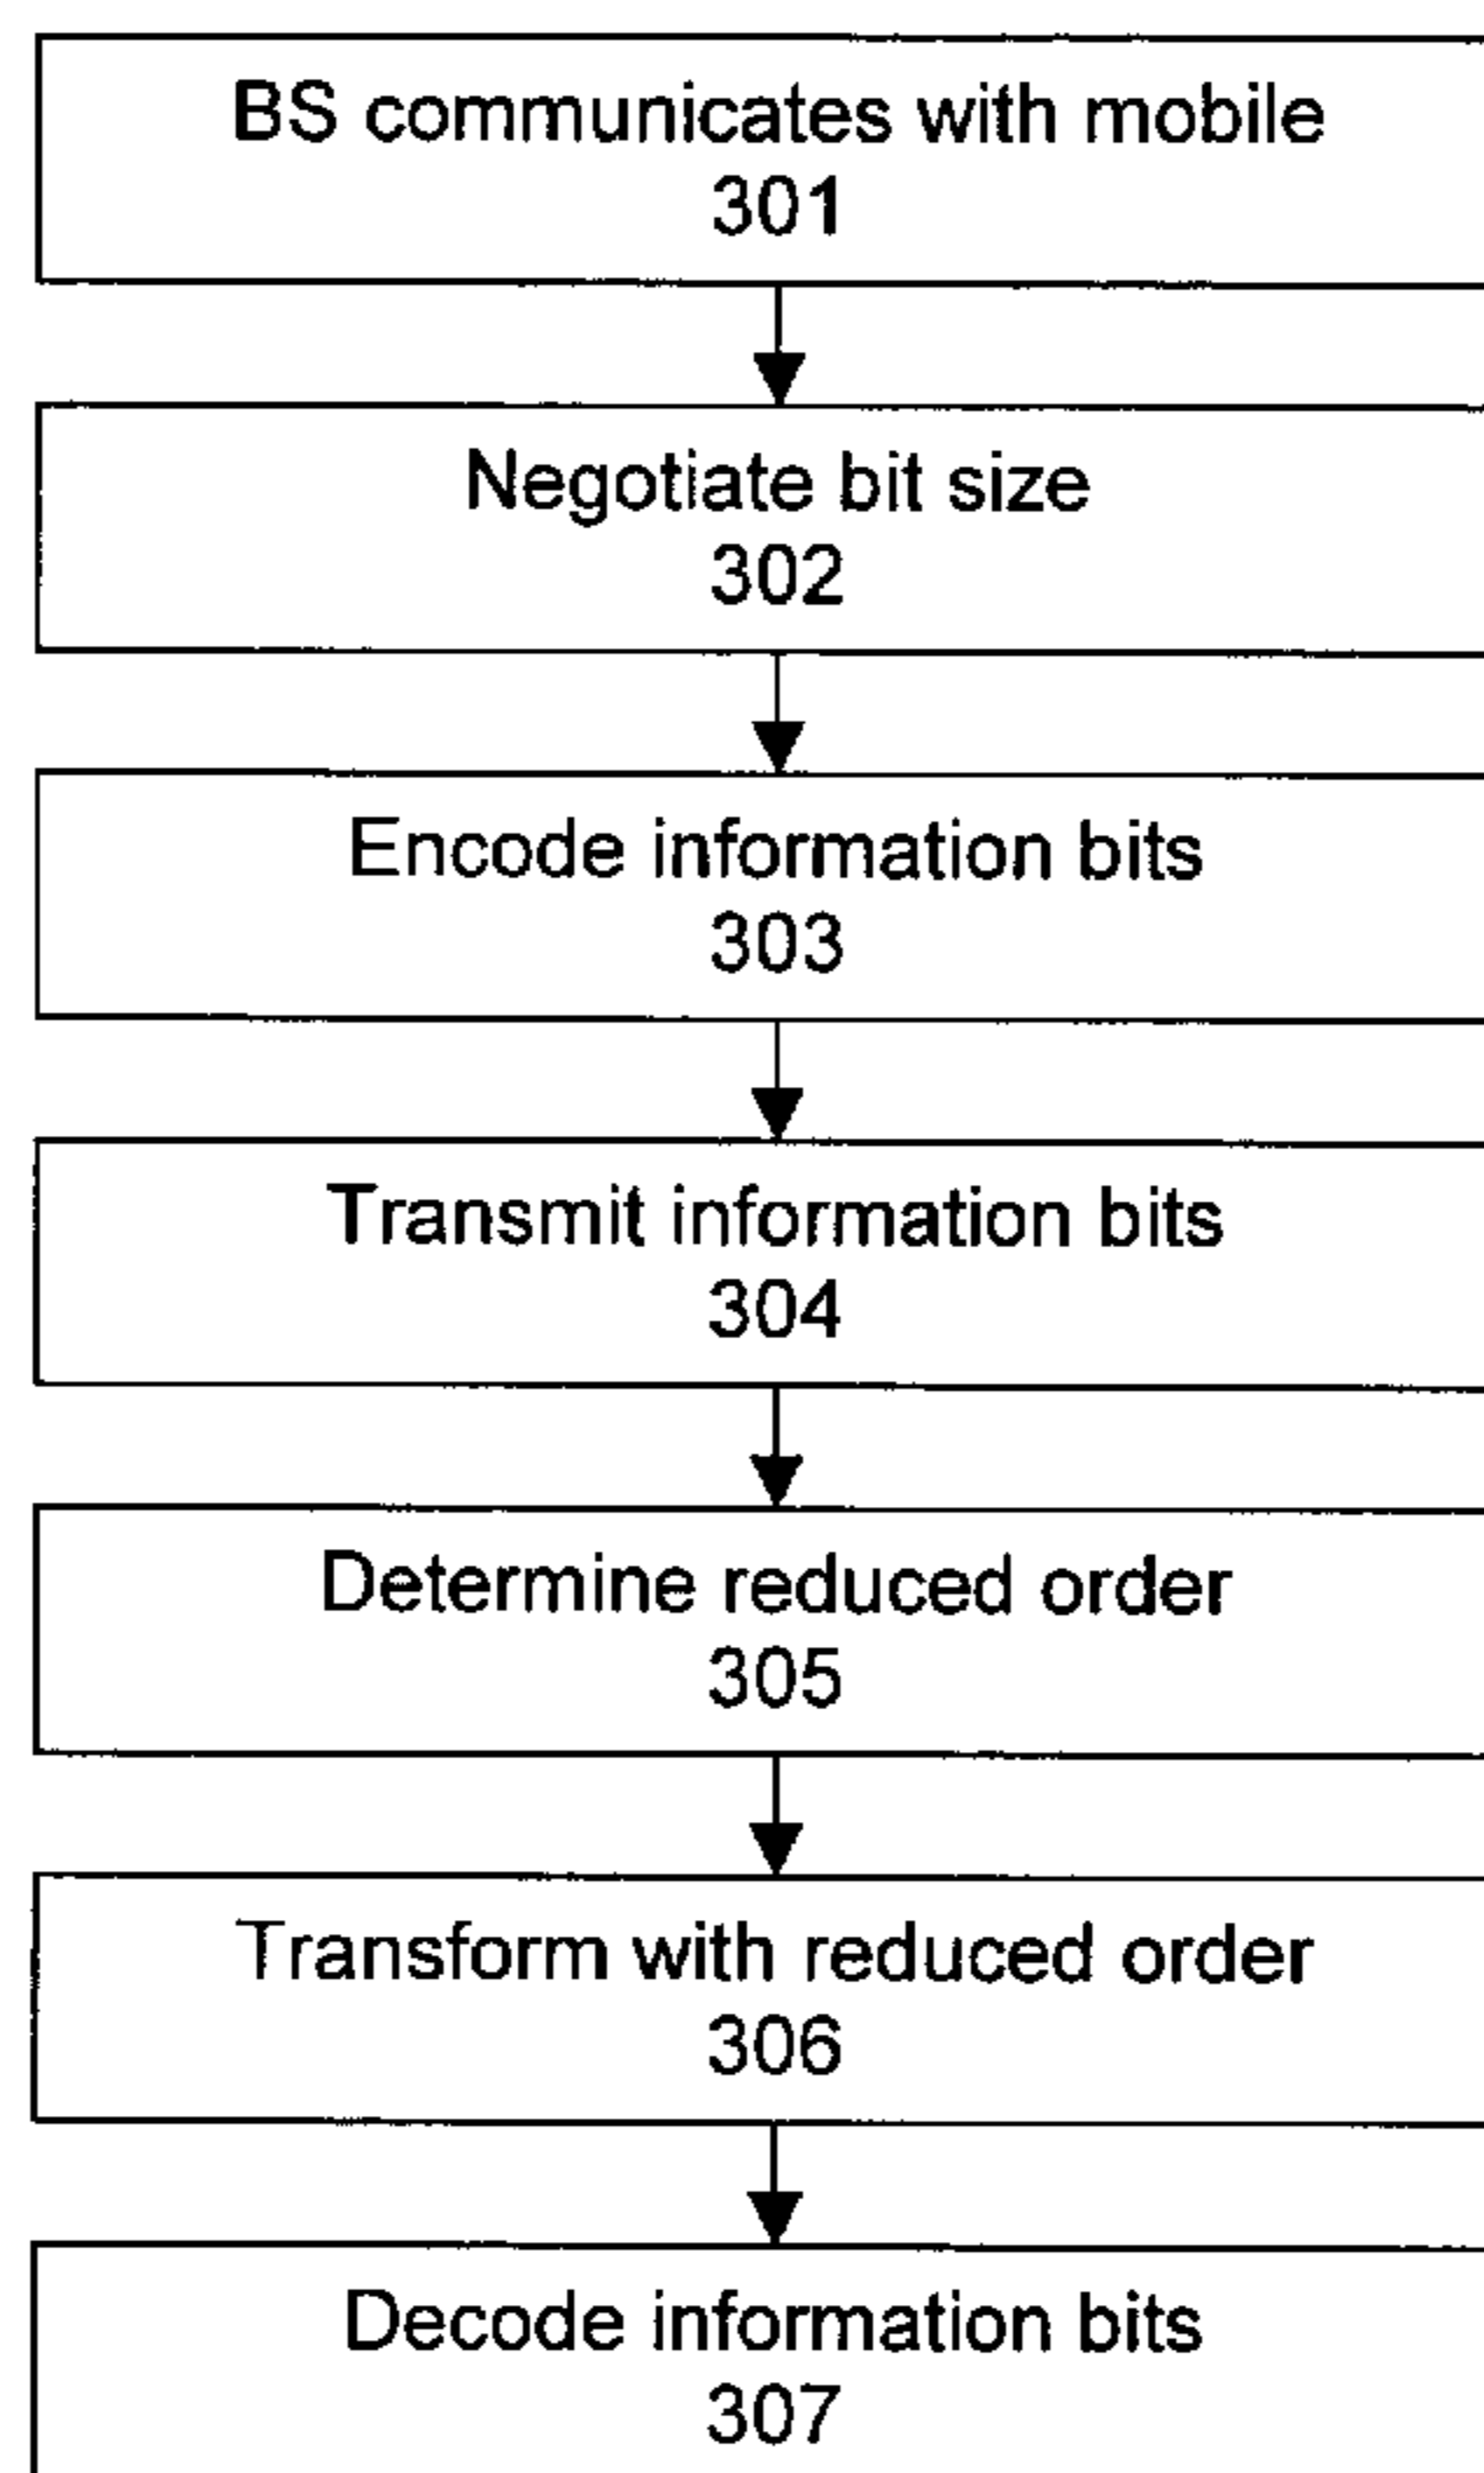 BS communicates with mobile
301
Negotiate bit size
302
Encode information bits
303
Transmit information bits
304
Determine reduced order
305
Transform with reduced order
306
Decode information bits
307